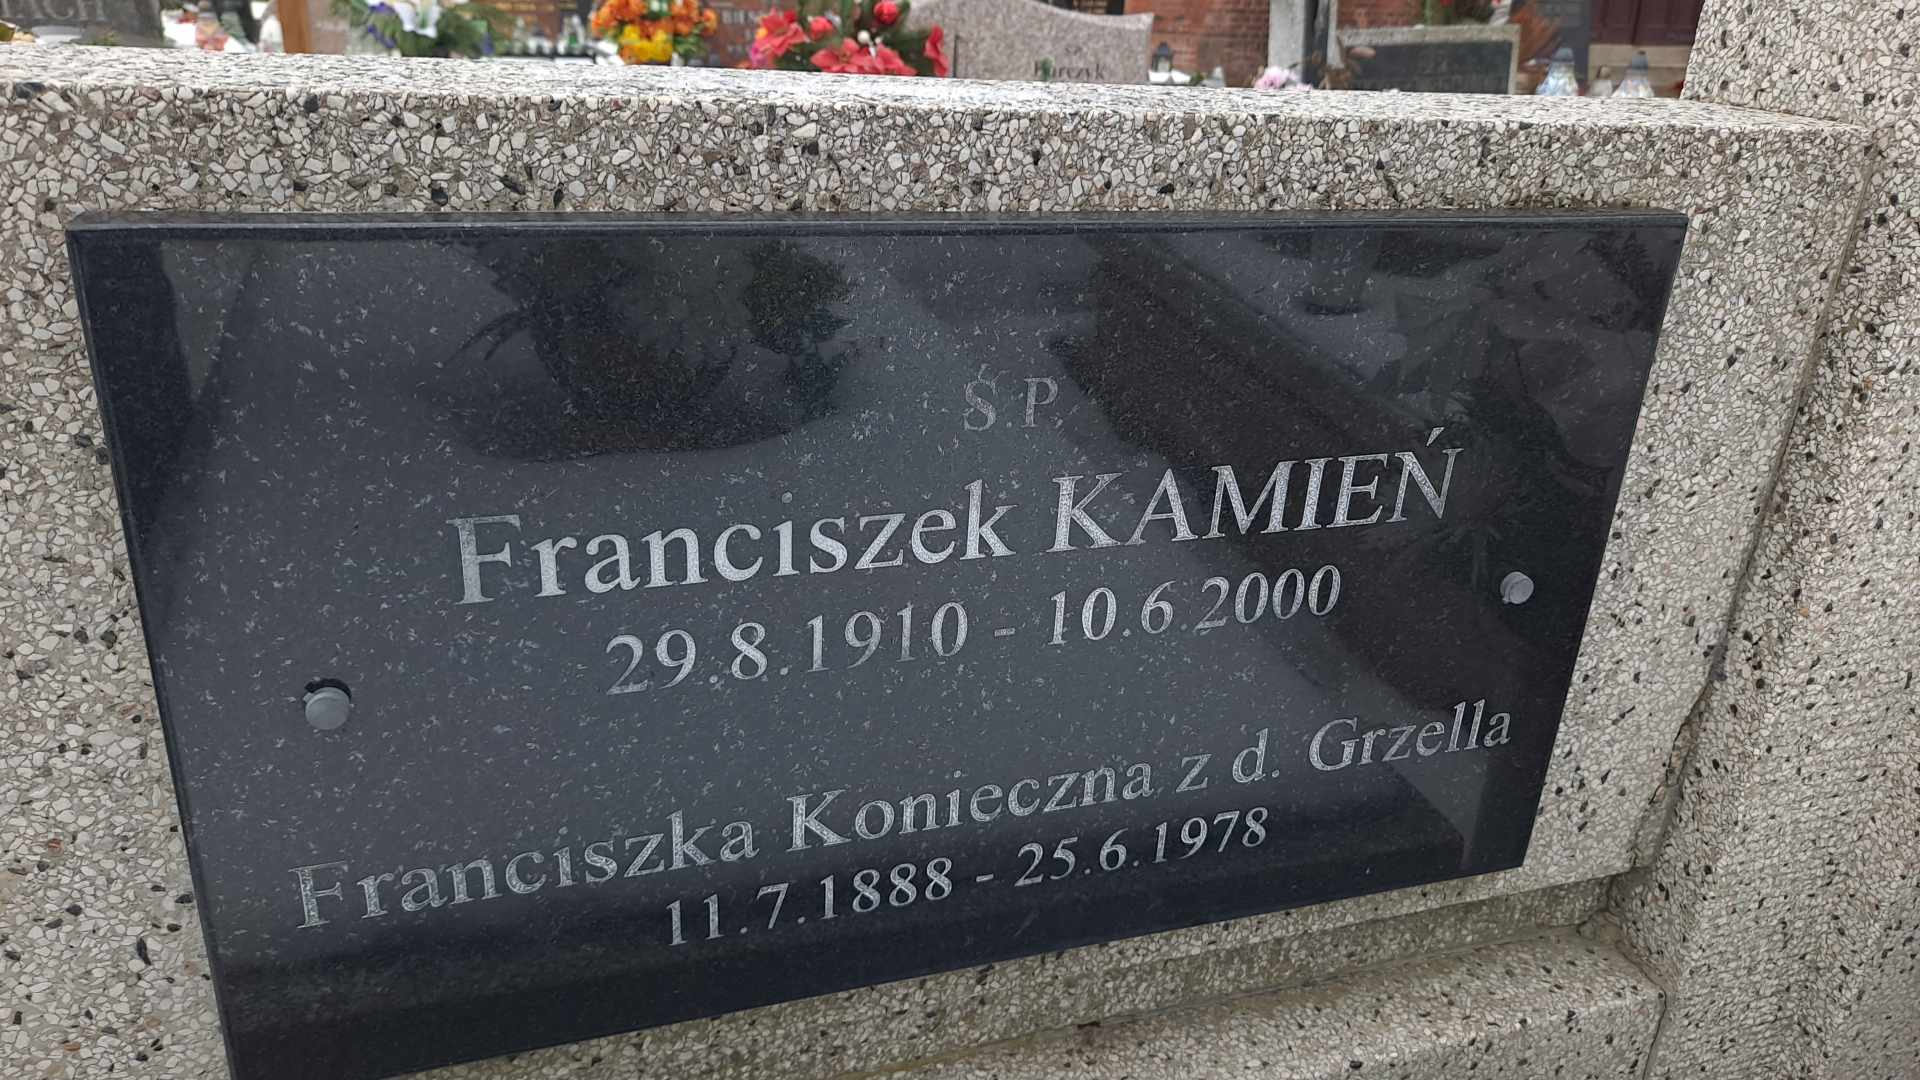 Ś.P.
Franciszek KAMIEŃ
29.8.1910 - 10.6.2000
Franciszka Konieczna z d. Grzella
11.7.1888 - 25.6.1978